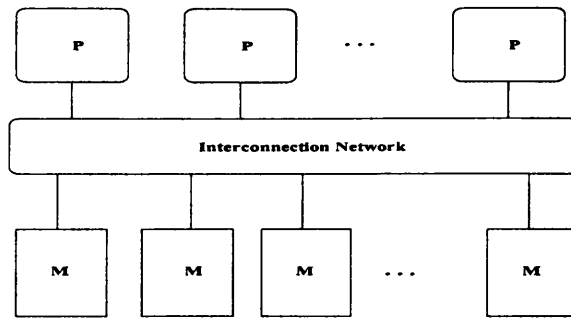 P P ... P
Interconnection Network
M M M ... M